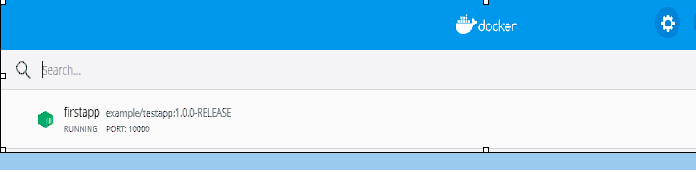 docker
Search...
firstapp example/testapp:1.0.0-RELEASE
RUNNING PORT: 10000